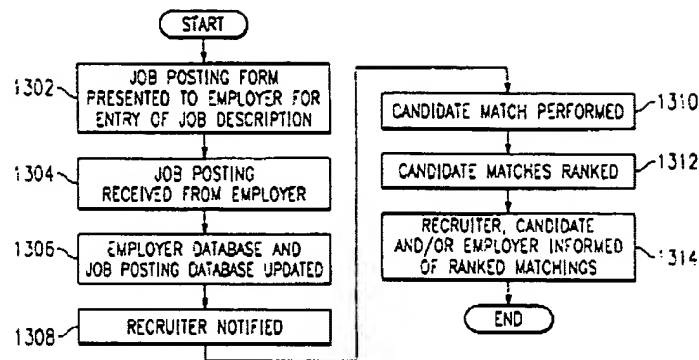 START
1302
JOB POSTING FORM
PRESENTED TO EMPLOYER FOR
ENTRY OF JOB DESCRIPTION
1304
JOB POSTING
RECEIVED FROM EMPLOYER
1306
EMPLOYER DATABASE AND
JOB POSTING DATABASE UPDATED
1308
RECRUITER NOTIFIED
CANDIDATE MATCH PERFORMED
1310
CANDIDATE MATCHES RANKED
1312
RECRUITER, CANDIDATE
AND/OR EMPLOYER INFORMED
OF RANKED MATCHINGS
1314
END